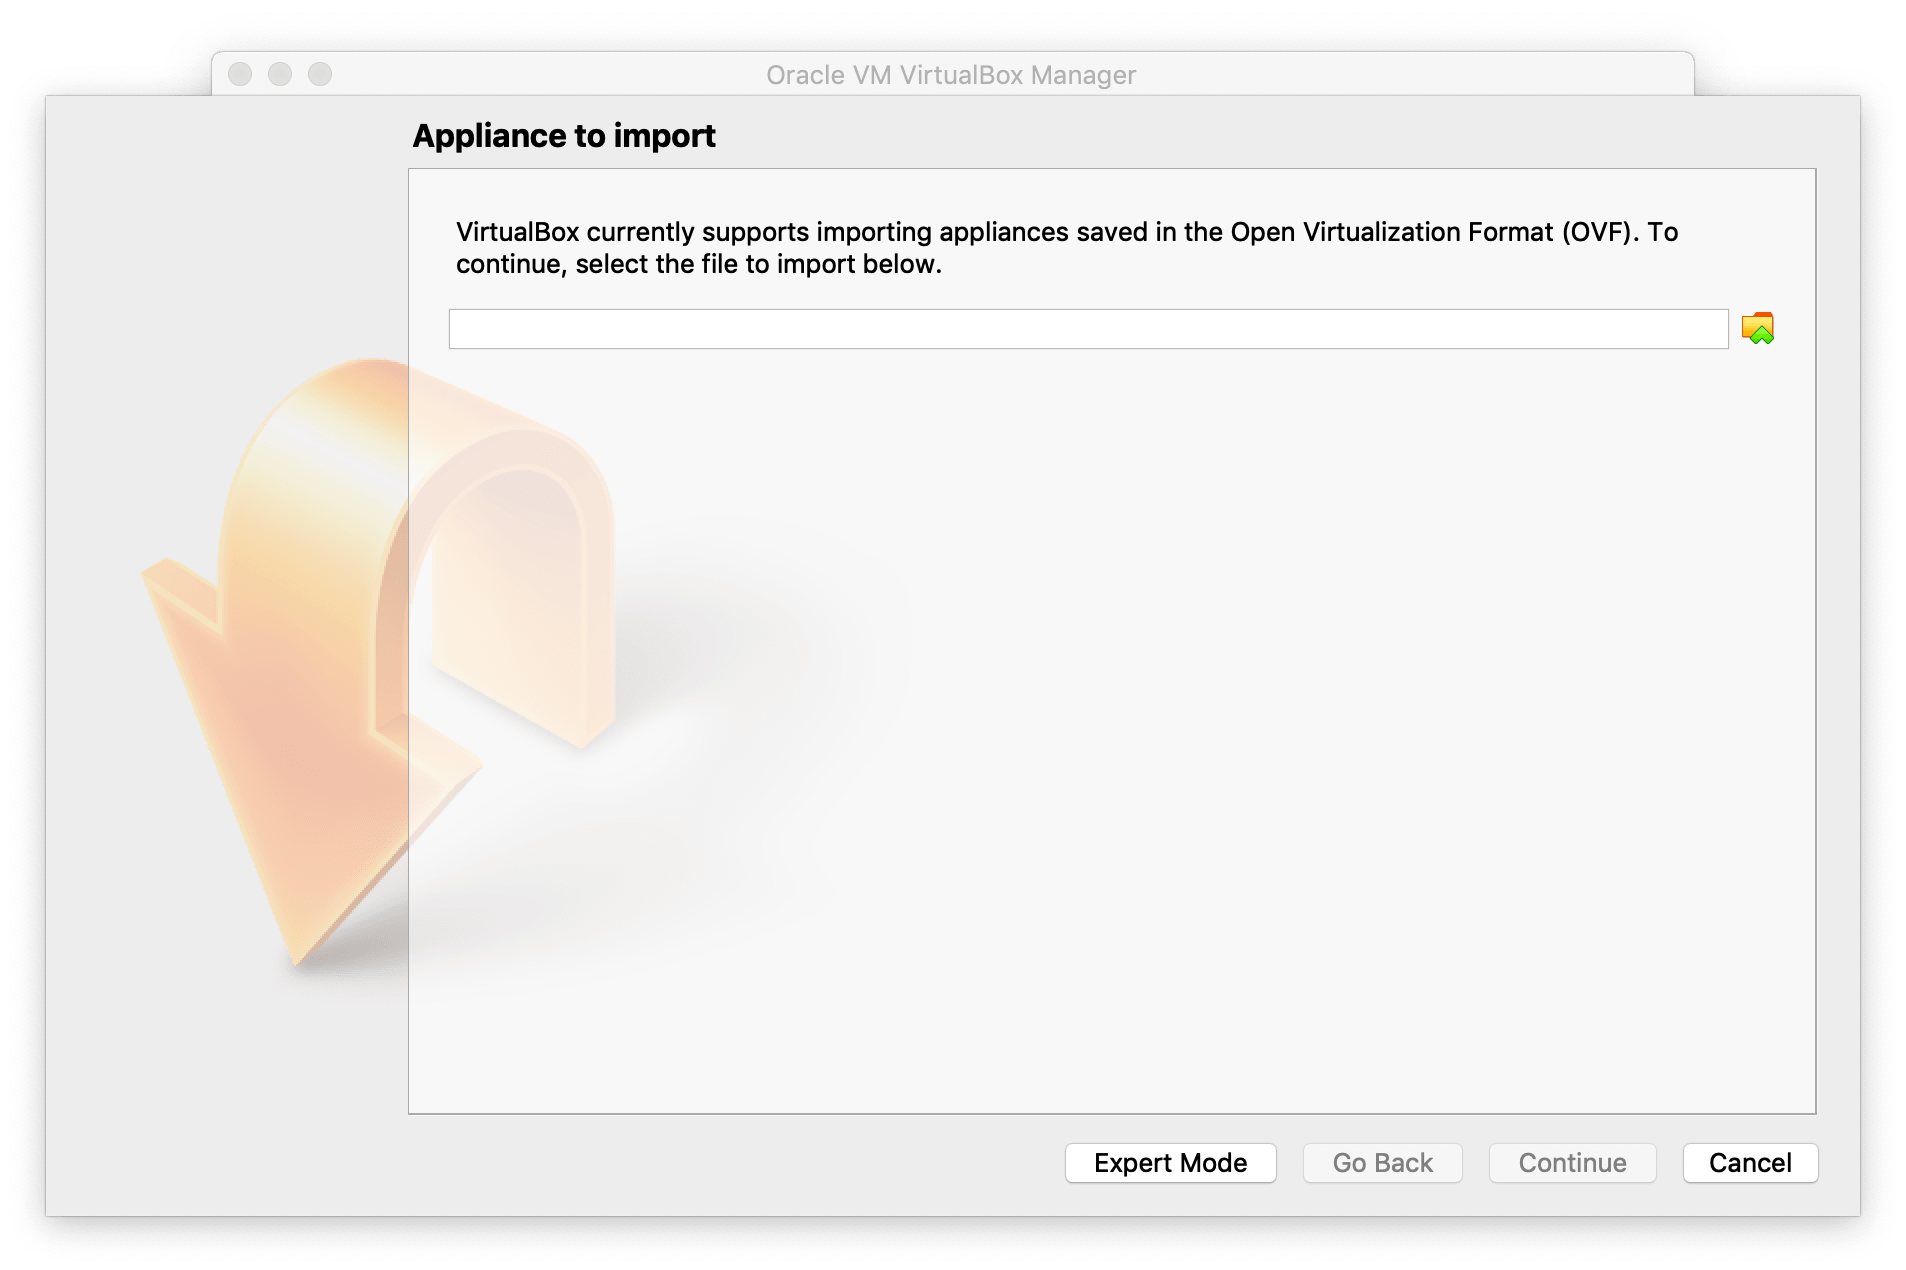 Oracle VM VirtualBox Manager
Appliance to import
VirtualBox currently supports importing appliances saved in the Open Virtualization Format (OVF). To
continue, select the file to import below.
Expert Mode
Go Back
Continue
Cancel